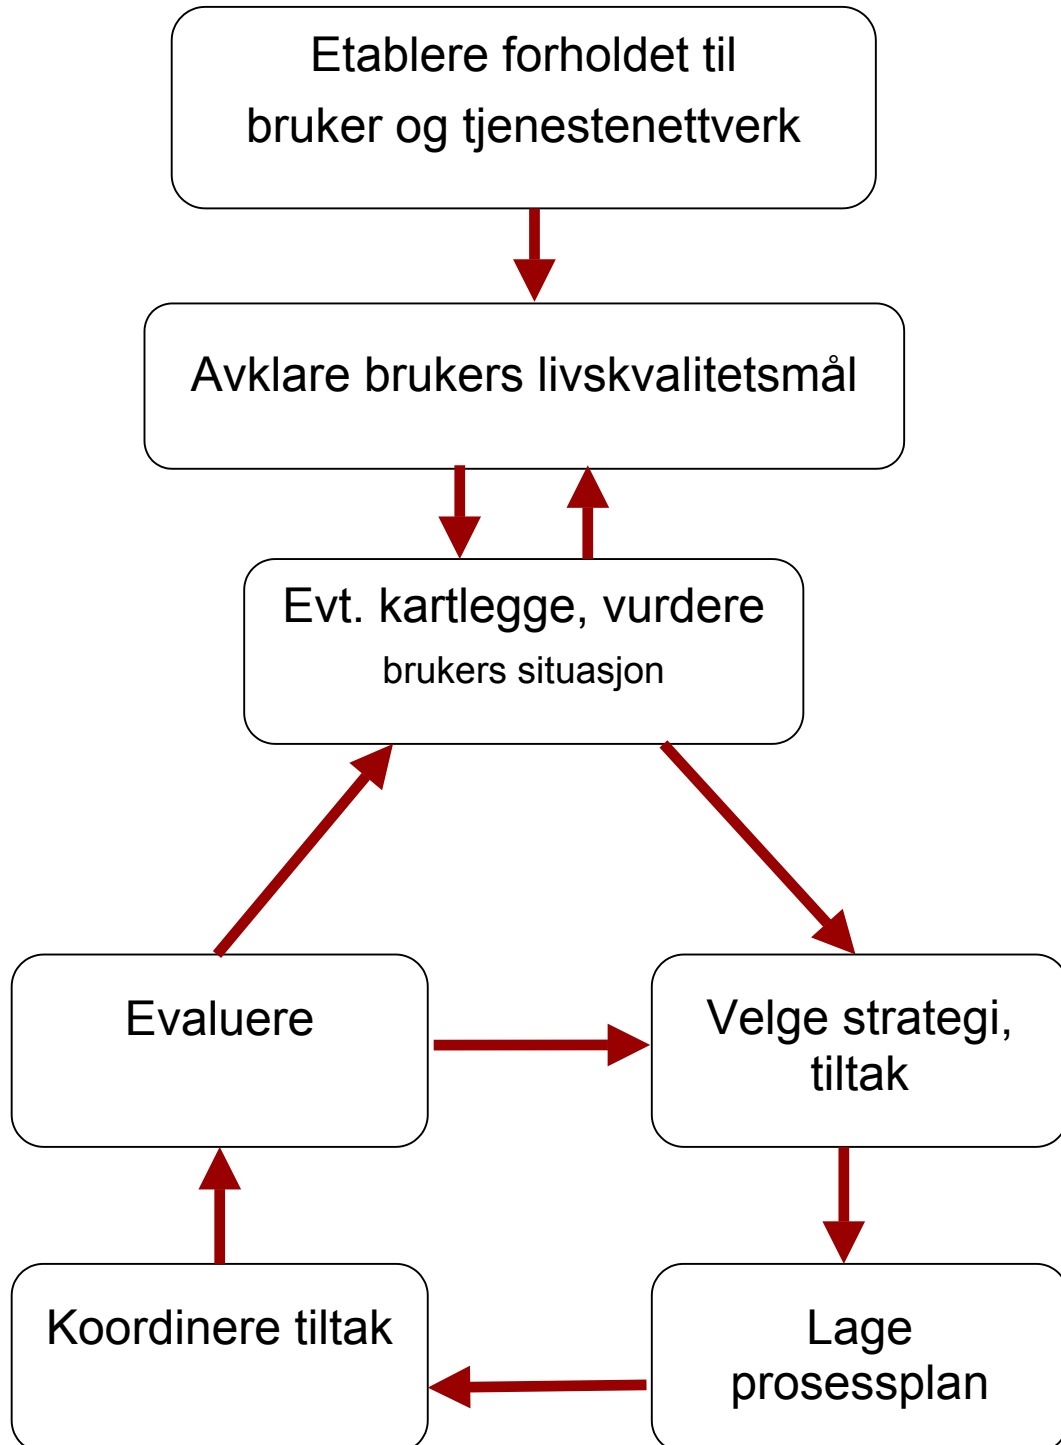 Etablere forholdet til
bruker og tjenestenettverk
Avklare brukers livskvalitetsmål
Evt. kartlegge, vurdere
brukers situasjon
Evaluere
Velge strategi,
tiltak
Koordinere tiltak
Lage
prosessplan